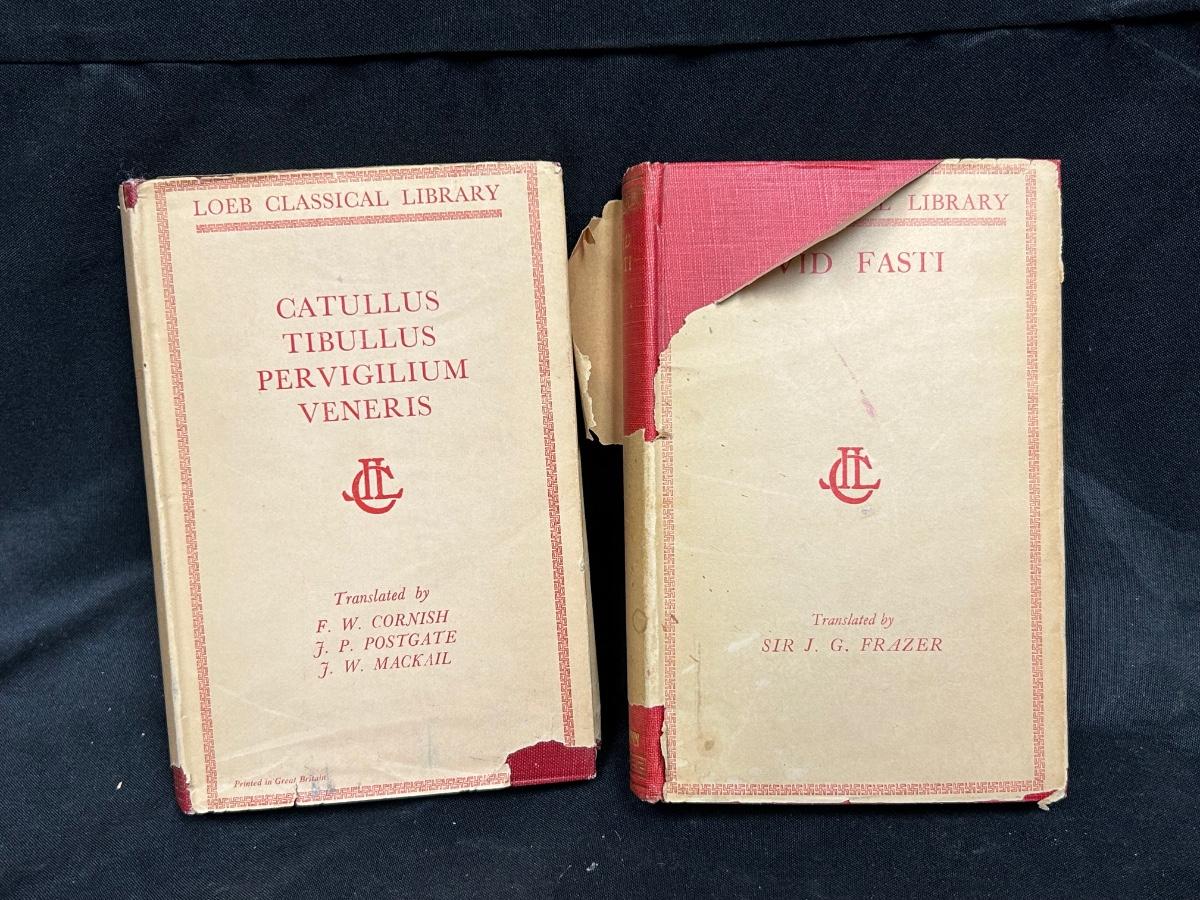 LOEB CLASSICAL LIBRARY
CATULLUS
TIBULLUS
PERVIGILIUM
VENERIS
LCL
Translated by
F. W. CORNISH
J. P. POSTGATE
J. W. MACKAIL
Printed in Great Britain
LIBRARY
VID FASTI
LCL
Translated by
SIR J. G. FRAZER